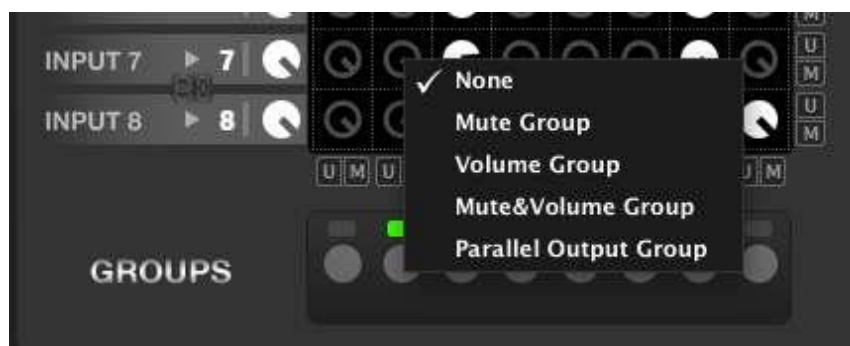 M
INPUT 7 7 U
M
None
Mute Group
INPUT 8 8 U
M
Volume Group
U M U M
Mute&Volume Group
Parallel Output Group
GROUPS